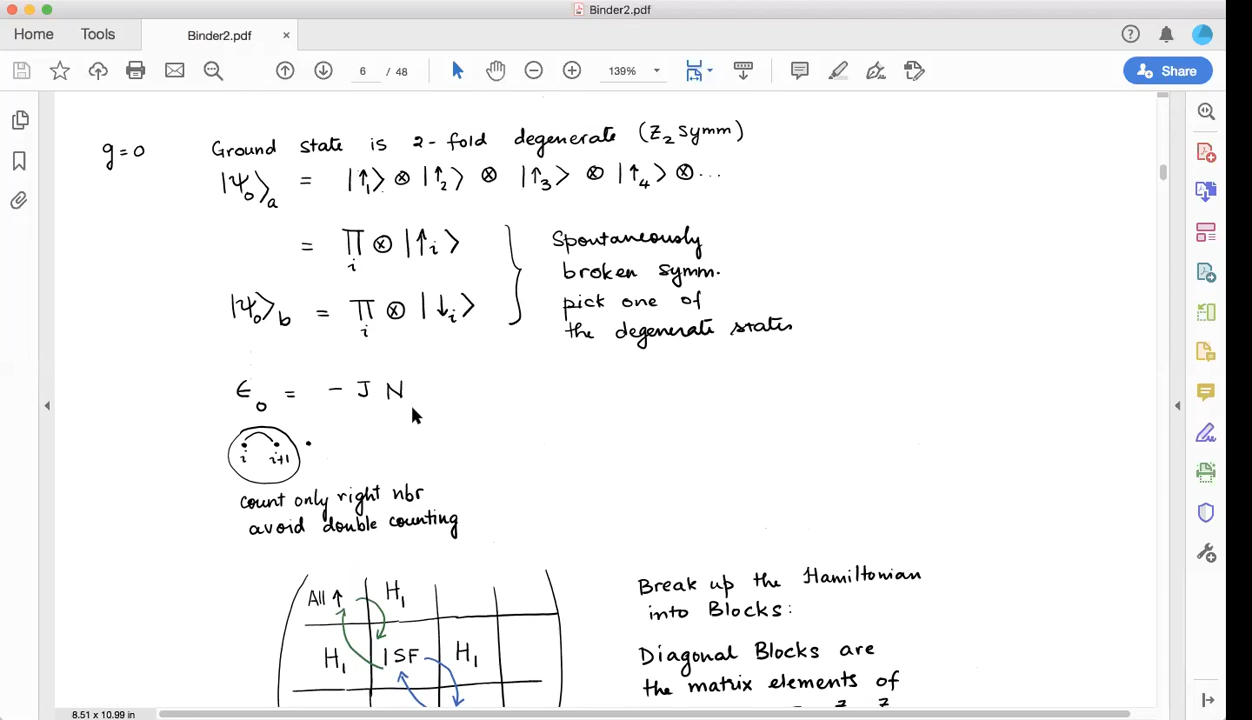 Binder2.pdf
Home Tools Binder2.pdf ×
6 / 48 139% Share
g=0 Ground state is 2-fold degenerate (Z₂ symm)
|Ψ₀⟩ₐ = |↑₁⟩ ⊗ |↑₂⟩ ⊗ |↑₃⟩ ⊗ |↑₄⟩ ⊗ ...
= ∏ᵢ ⊗ |↑ᵢ⟩
Spontaneously
broken symm.
|Ψ₀⟩_b = ∏ᵢ ⊗ |↓ᵢ⟩
pick one of
the degenerate states
ϵ₀ = - J N
i i+1
count only right nbr
avoid double counting
All ↑ H₁
H₁ 1SF H₁
Break up the Hamiltonian
into Blocks:
Diagonal Blocks are
the matrix elements of
8.51 x 10.99 in